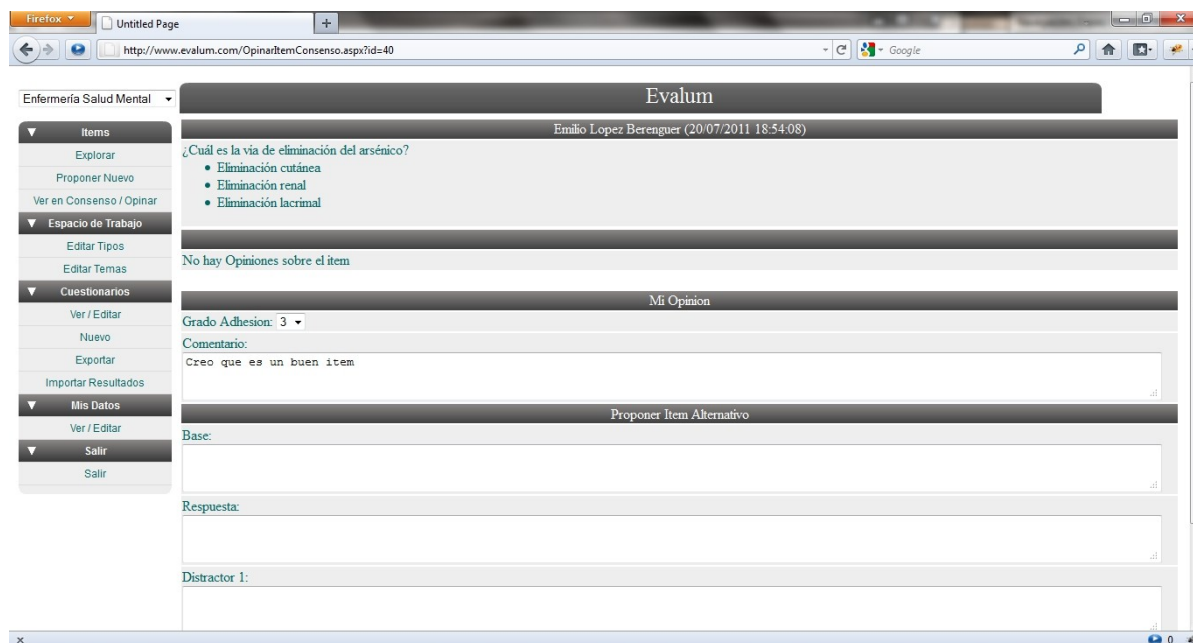 Firefox
Untitled Page
http://www.evalum.com/OpinarItemConsenso.aspx?id=40
Google
Enfermería Salud Mental
Evalum
Items
Explorar
Proponer Nuevo
Ver en Consenso / Opinar
Espacio de Trabajo
Editar Tipos
Editar Temas
Cuestionarios
Ver / Editar
Nuevo
Exportar
Importar Resultados
Mis Datos
Ver / Editar
Salir
Salir
Emilio Lopez Berenguer (20/07/2011 18:54:08)
¿Cuál es la via de eliminación del arsénico?
Eliminación cutánea
Eliminación renal
Eliminación lacrimal
No hay Opiniones sobre el item
Mi Opinion
Grado Adhesion: 3
Comentario:
Creo que es un buen item
Proponer Item Alternativo
Base:
Respuesta:
Distractor 1:
x
0